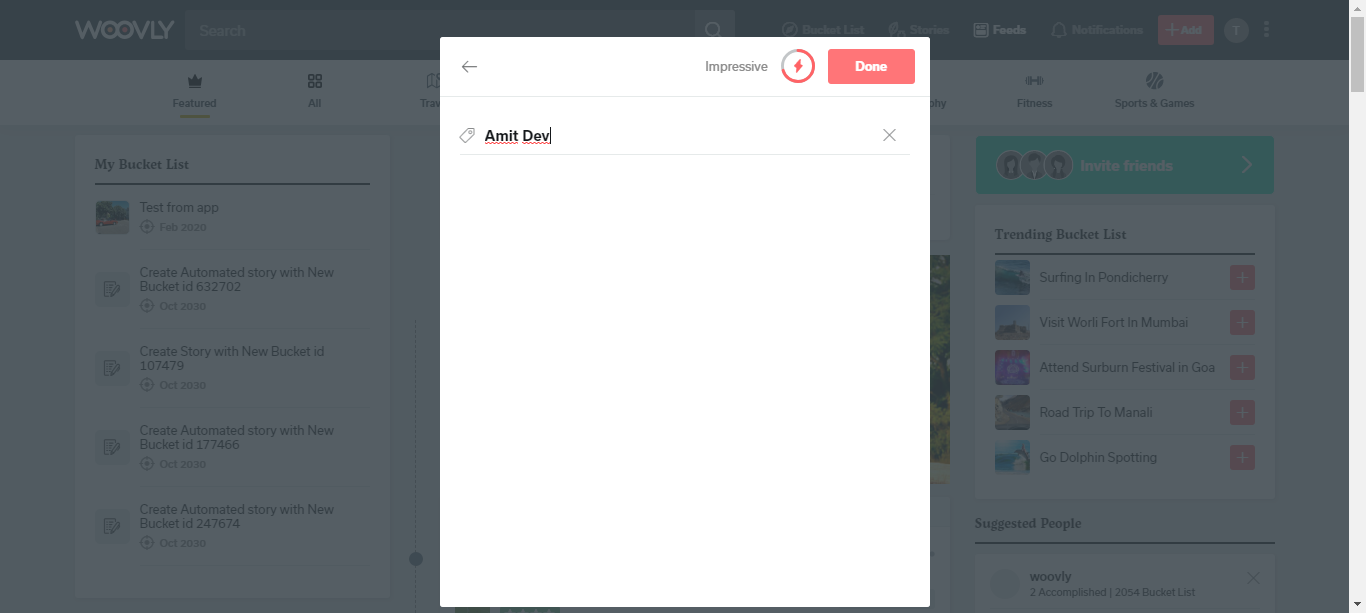 WOOVLY
Search
Bucket List
Stories
Feeds
Notifications
Add
T
Impressive
Done
Featured
All
Trav
phy
Fitness
Sports & Games
Amit Dev
My Bucket List
Test from app
Feb 2020
Create Automated story with New
Bucket id 632702
Oct 2030
Create Story with New Bucket id
107479
Oct 2030
Create Automated story with New
Bucket id 177466
Oct 2030
Create Automated story with New
Bucket id 247674
Oct 2030
Invite friends
Trending Bucket List
Surfing In Pondicherry
Visit Worli Fort In Mumbai
Attend Surburn Festival in Goa
Road Trip To Manali
Go Dolphin Spotting
Suggested People
woovly
2 Accomplished | 2054 Bucket List